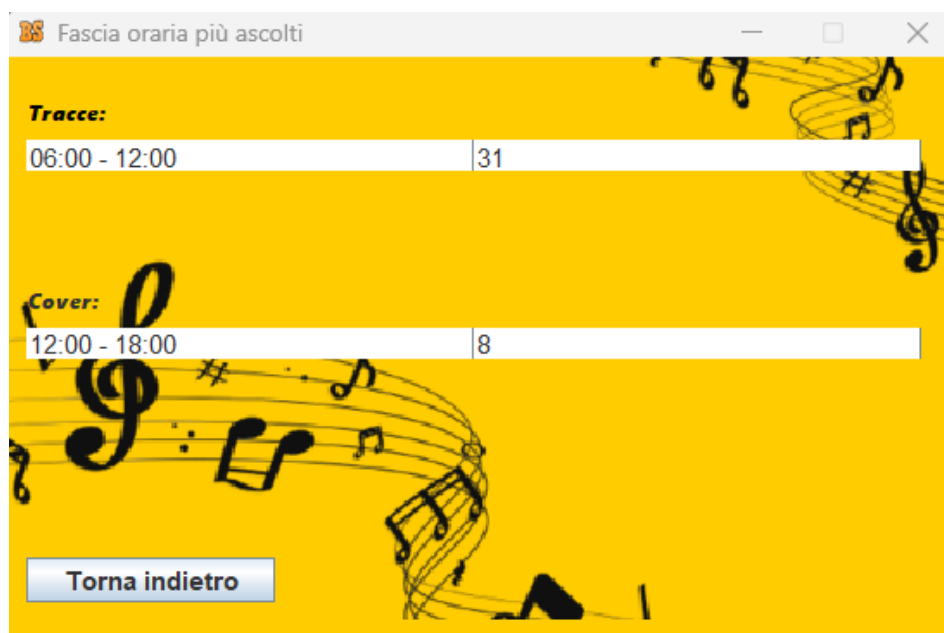 BS Fascia oraria più ascolti
Tracce:
06:00 - 12:00 31
Cover:
12:00 - 18:00 8
Torna indietro